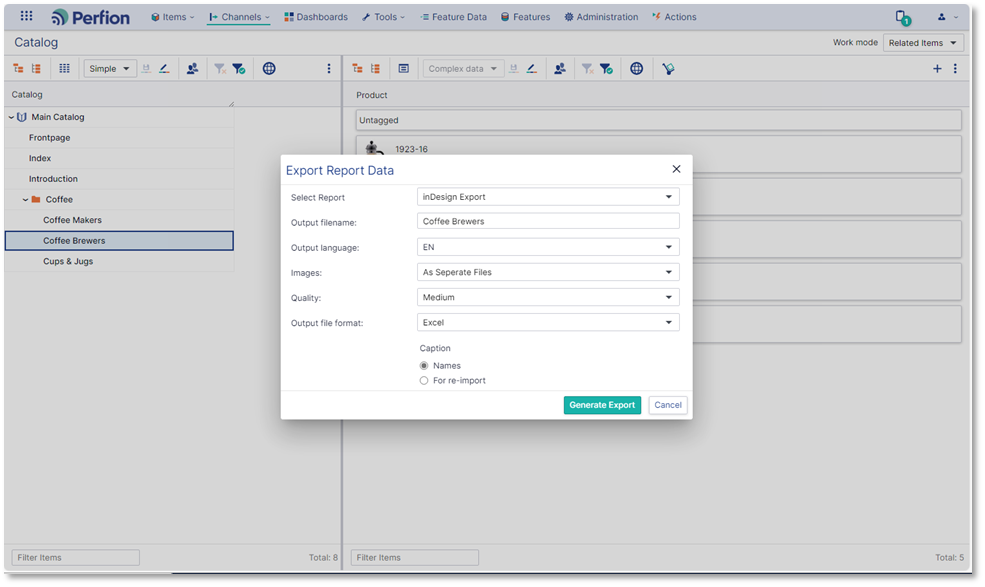 Perfion Items Channels Dashboards Tools Feature Data Features Administration Actions 1
Catalog Work mode Related Items
Simple Complex data
Catalog Product
Main Catalog
Untagged
Frontpage
1923-16
Index
Introduction
Coffee
Coffee Makers
Coffee Brewers
Cups & Jugs
Export Report Data
Select Report inDesign Export
Output filename: Coffee Brewers
Output language: EN
Images: As Seperate Files
Quality: Medium
Output file format: Excel
Caption
Names
For re-import
Generate Export Cancel
Filter Items Total: 8 Filter Items Total: 5